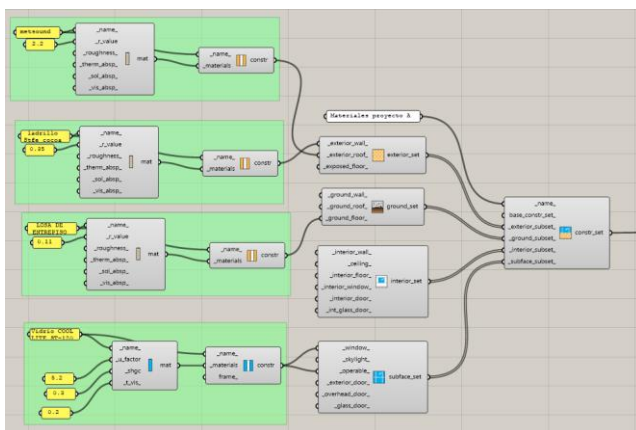 metecund
_name_
2.2
_r_value
_roughness_
_therm_absp_
_sol_absp_
_vis_absp_
mat
_name_
_materials
constr
ladrillo
_name_
0.35
_r_value
_roughness_
_therm_absp_
_sol_absp_
_vis_absp_
mat
_name_
_materials
constr
LOSA DE
ENTREPISO
_name_
0.11
_r_value
_roughness_
_therm_absp_
_sol_absp_
_vis_absp_
mat
_name_
_materials
constr
Vidrio COOL
_name_
_u_factor
_shgc
_t_vis_
mat
5.2
0.2
_name_
_materials
frame_
constr
Materiales proyecto A
_exterior_wall_
_exterior_roof_
_exposed_floor_
exterior_set
_ground_wall_
_ground_roof_
_ground_floor_
ground_set
_interior_wall_
_ceiling_
_interior_floor_
_interior_window_
_interior_door_
_int_glass_door_
interior_set
_window_
_skylight_
_operable_
_exterior_door_
_overhead_door_
_glass_door_
subface_set
_name_
base_constr_set_
_exterior_subset_
_ground_subset_
_interior_subset_
_subface_subset_
constr_set